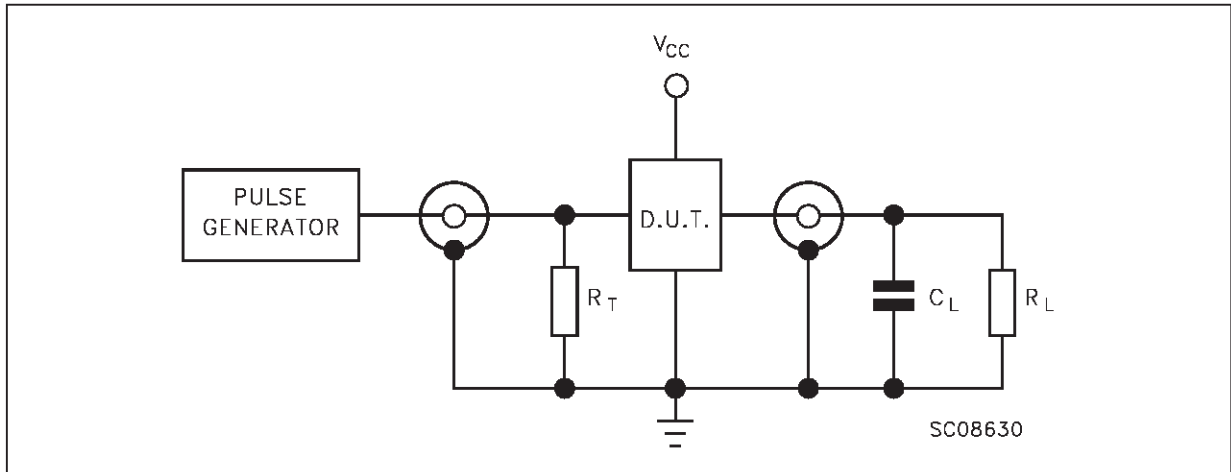 VCC
PULSE
GENERATOR
D.U.T.
RT
CL
RL
SC08630